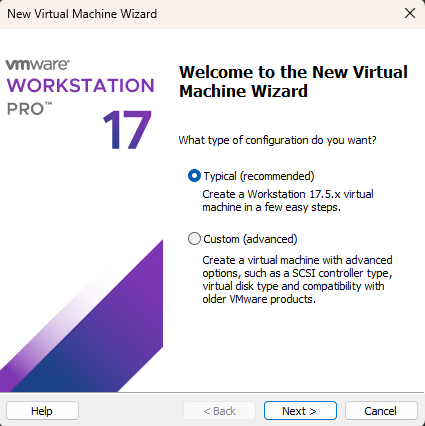 New Virtual Machine Wizard
vmware
WORKSTATION
PRO™
17
Welcome to the New Virtual
Machine Wizard
What type of configuration do you want?
Typical (recommended)
Create a Workstation 17.5.x virtual
machine in a few easy steps.
Custom (advanced)
Create a virtual machine with advanced
options, such as a SCSI controller type,
virtual disk type and compatibility with
older VMware products.
Help
< Back
Next >
Cancel